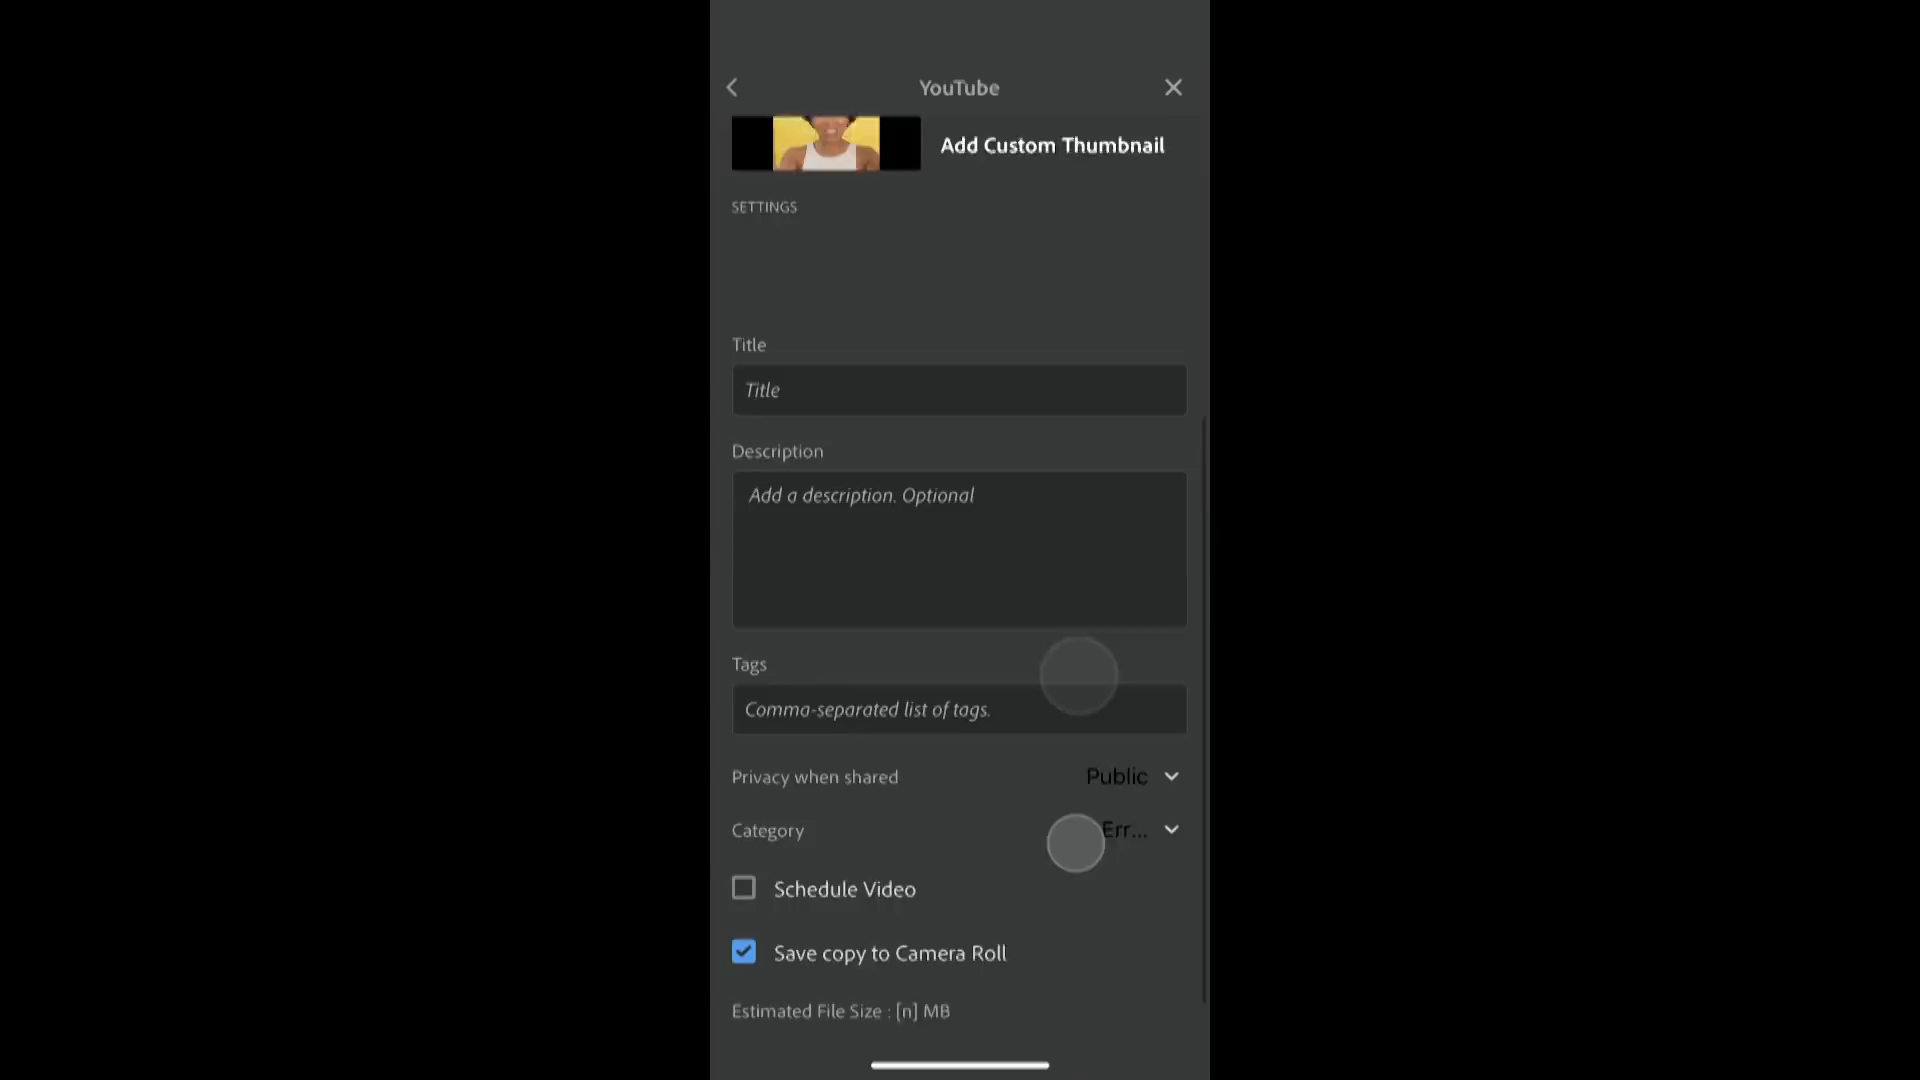 YouTube
Add Custom Thumbnail
SETTINGS
Title
Title
Description
Add a description. Optional
Tags
Comma-separated list of tags.
Privacy when shared Public
Category Err...
Schedule Video
Save copy to Camera Roll
Estimated File Size : [n] MB